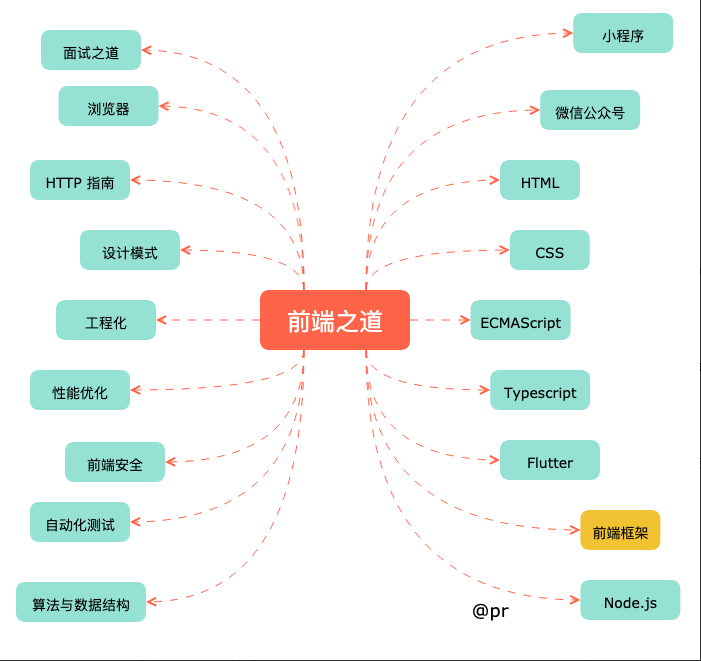 面试之道
浏览器
HTTP 指南
设计模式
工程化
性能优化
前端安全
自动化测试
算法与数据结构
前端之道
小程序
微信公众号
HTML
CSS
ECMAScript
Typescript
Flutter
前端框架
Node.js
@pr